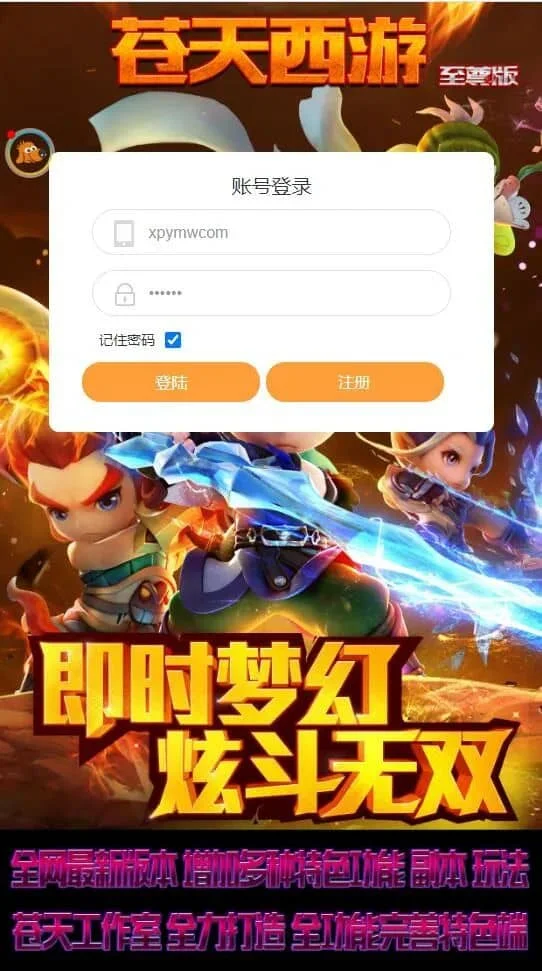 苍天西游
至尊版
账号登录
xpymwcom
••••••
记住密码
登陆 注册
即时梦幻
炫斗无双
全网最新版本 增加多种特色功能 副本 玩法
苍天工作室 全力打造 全功能完善特色端